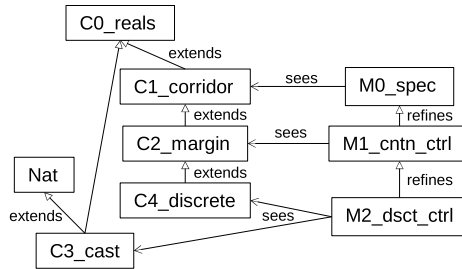 C0_reals
extends
C1_corridor
sees
M0_spec
extends
refines
C2_margin
sees
M1_cntn_ctrl
Nat
extends
refines
C4_discrete
extends
sees
M2_dsct_ctrl
C3_cast